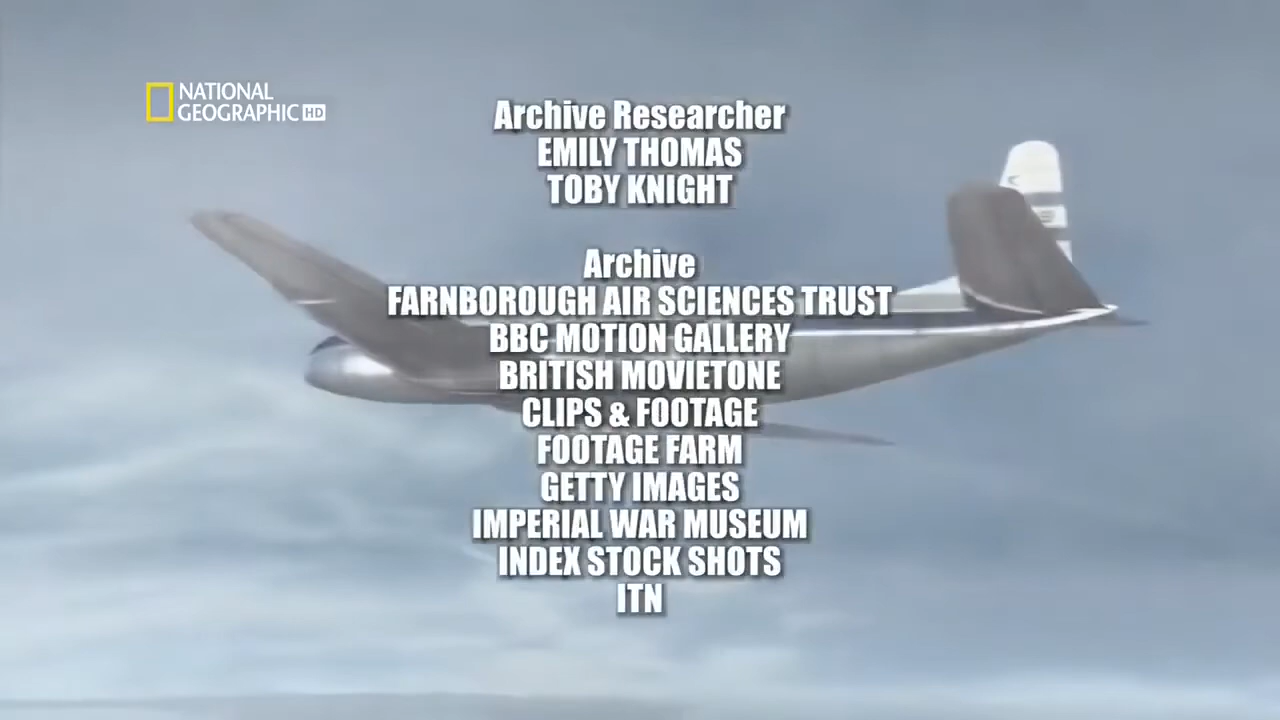 NATIONAL
GEOGRAPHIC HD
Archive Researcher
EMILY THOMAS
TOBY KNIGHT
Archive
FARNBOROUGH AIR SCIENCES TRUST
BBC MOTION GALLERY
BRITISH MOVIETONE
CLIPS & FOOTAGE
FOOTAGE FARM
GETTY IMAGES
IMPERIAL WAR MUSEUM
INDEX STOCK SHOTS
ITN